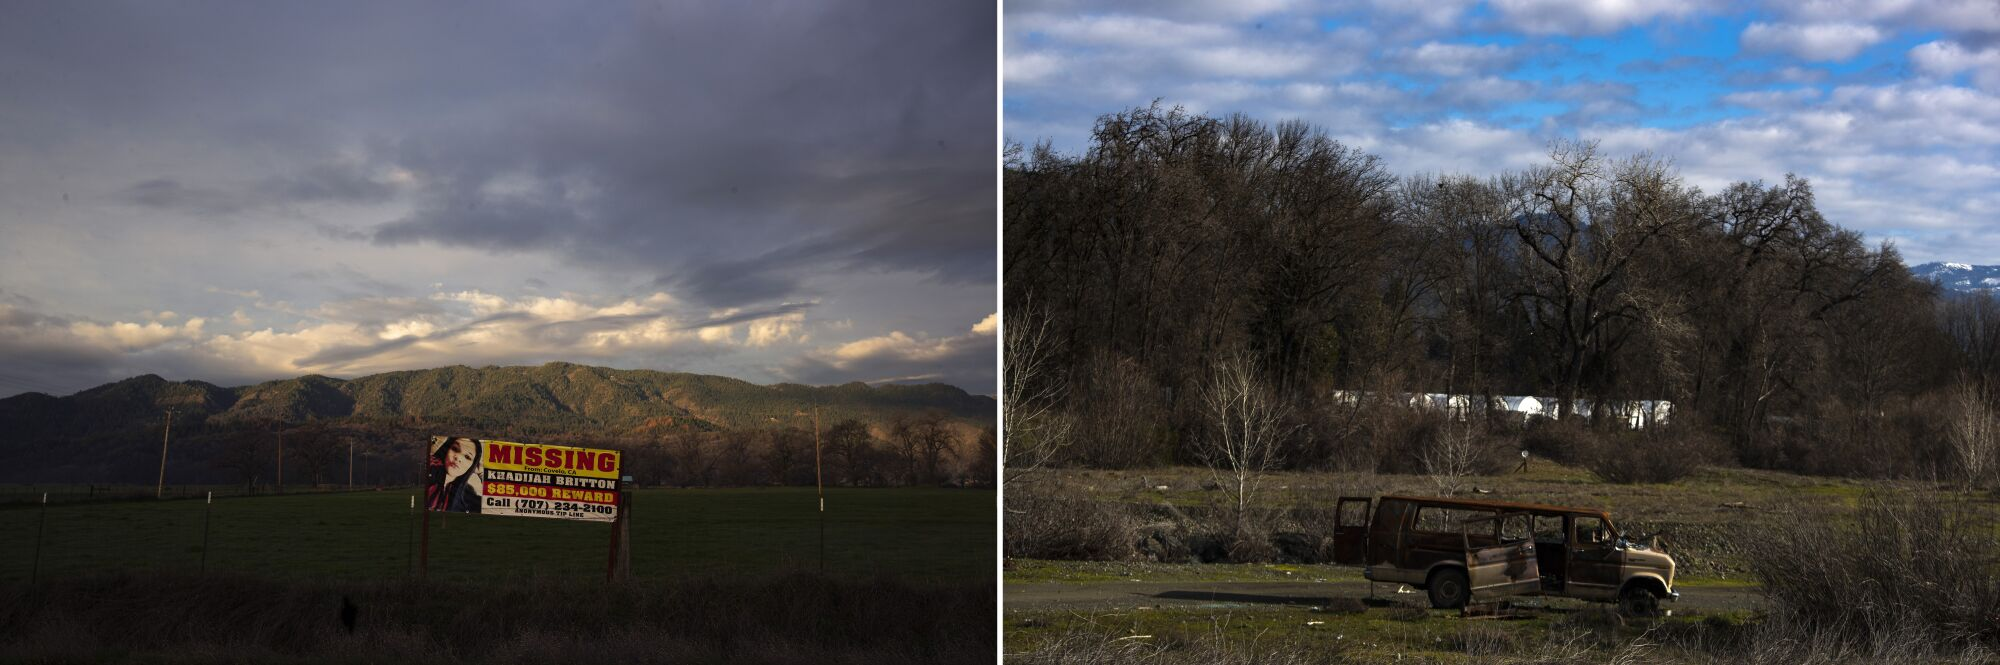 MISSING
From: Covelo, CA
KHADIJAH BRITTON
$85,000 REWARD
Call (707) 234-2100
ANONYMOUS TIP LINE